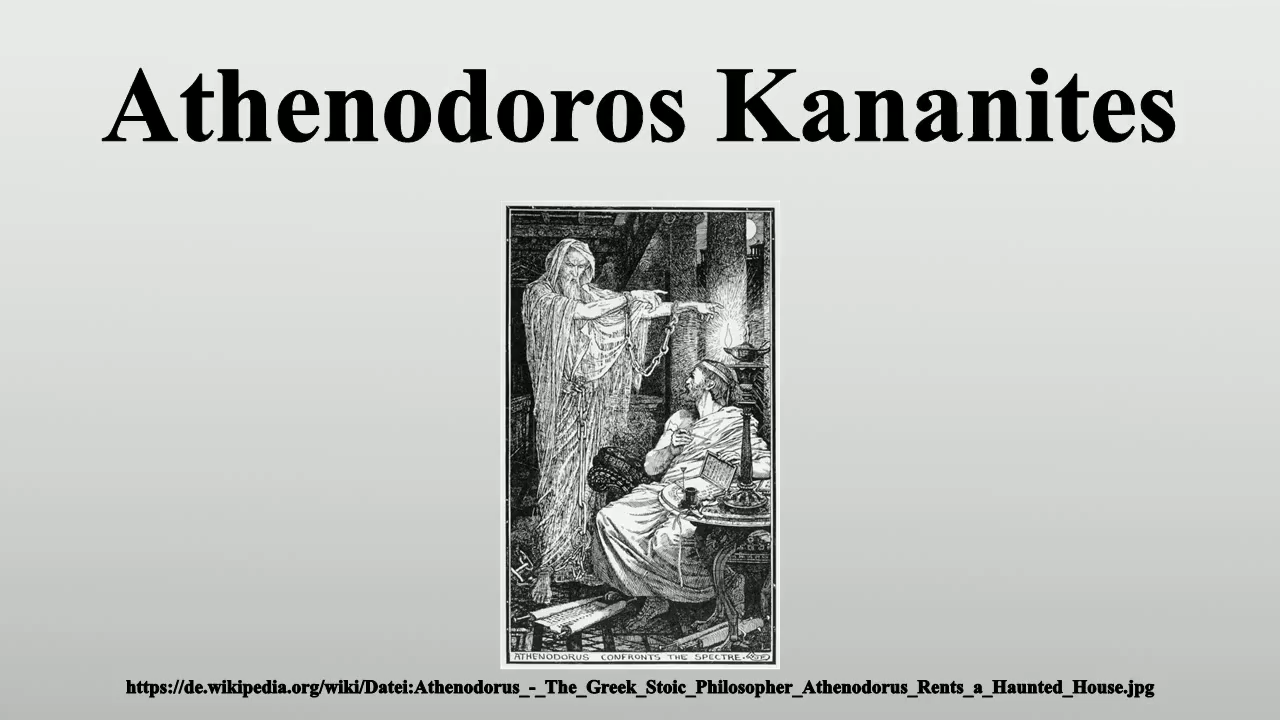 Athenodoros Kananites
ATHENODORUS CONFRONTS THE SPECTRE.
https://de.wikipedia.org/wiki/Datei:Athenodorus_-_The_Greek_Stoic_Philosopher_Athenodorus_Rents_a_Haunted_House.jpg